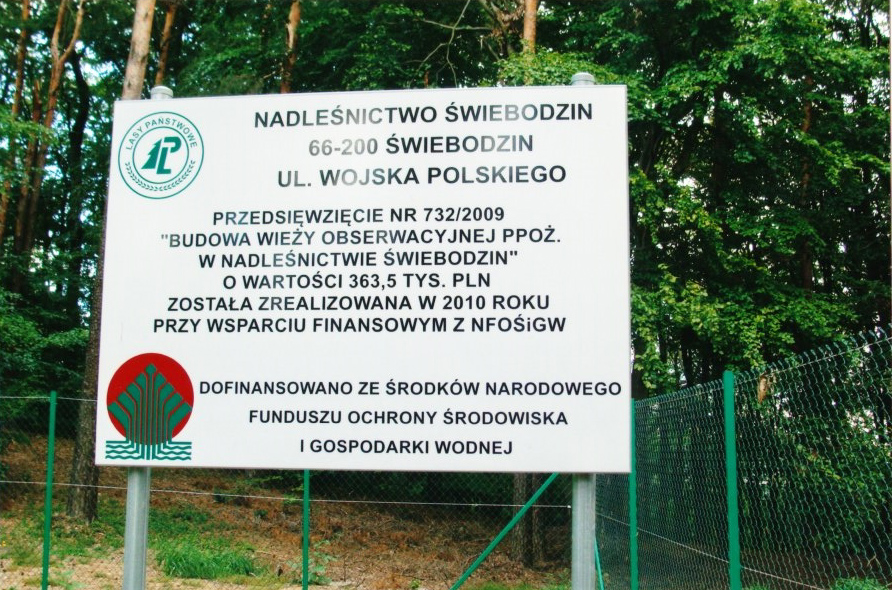 LASY PAŃSTWOWE
NADLEŚNICTWO ŚWIEBODZIN
66-200 ŚWIEBODZIN
UL. WOJSKA POLSKIEGO
PRZEDSIĘWZIĘCIE NR 732/2009
"BUDOWA WIEŻY OBSERWACYJNEJ PPOŻ.
W NADLEŚNICTWIE ŚWIEBODZIN"
O WARTOŚCI 363,5 TYS. PLN
ZOSTAŁA ZREALIZOWANA W 2010 ROKU
PRZY WSPARCIU FINANSOWYM Z NFOŚiGW
DOFINANSOWANO ZE ŚRODKÓW NARODOWEGO
FUNDUSZU OCHRONY ŚRODOWISKA
I GOSPODARKI WODNEJ